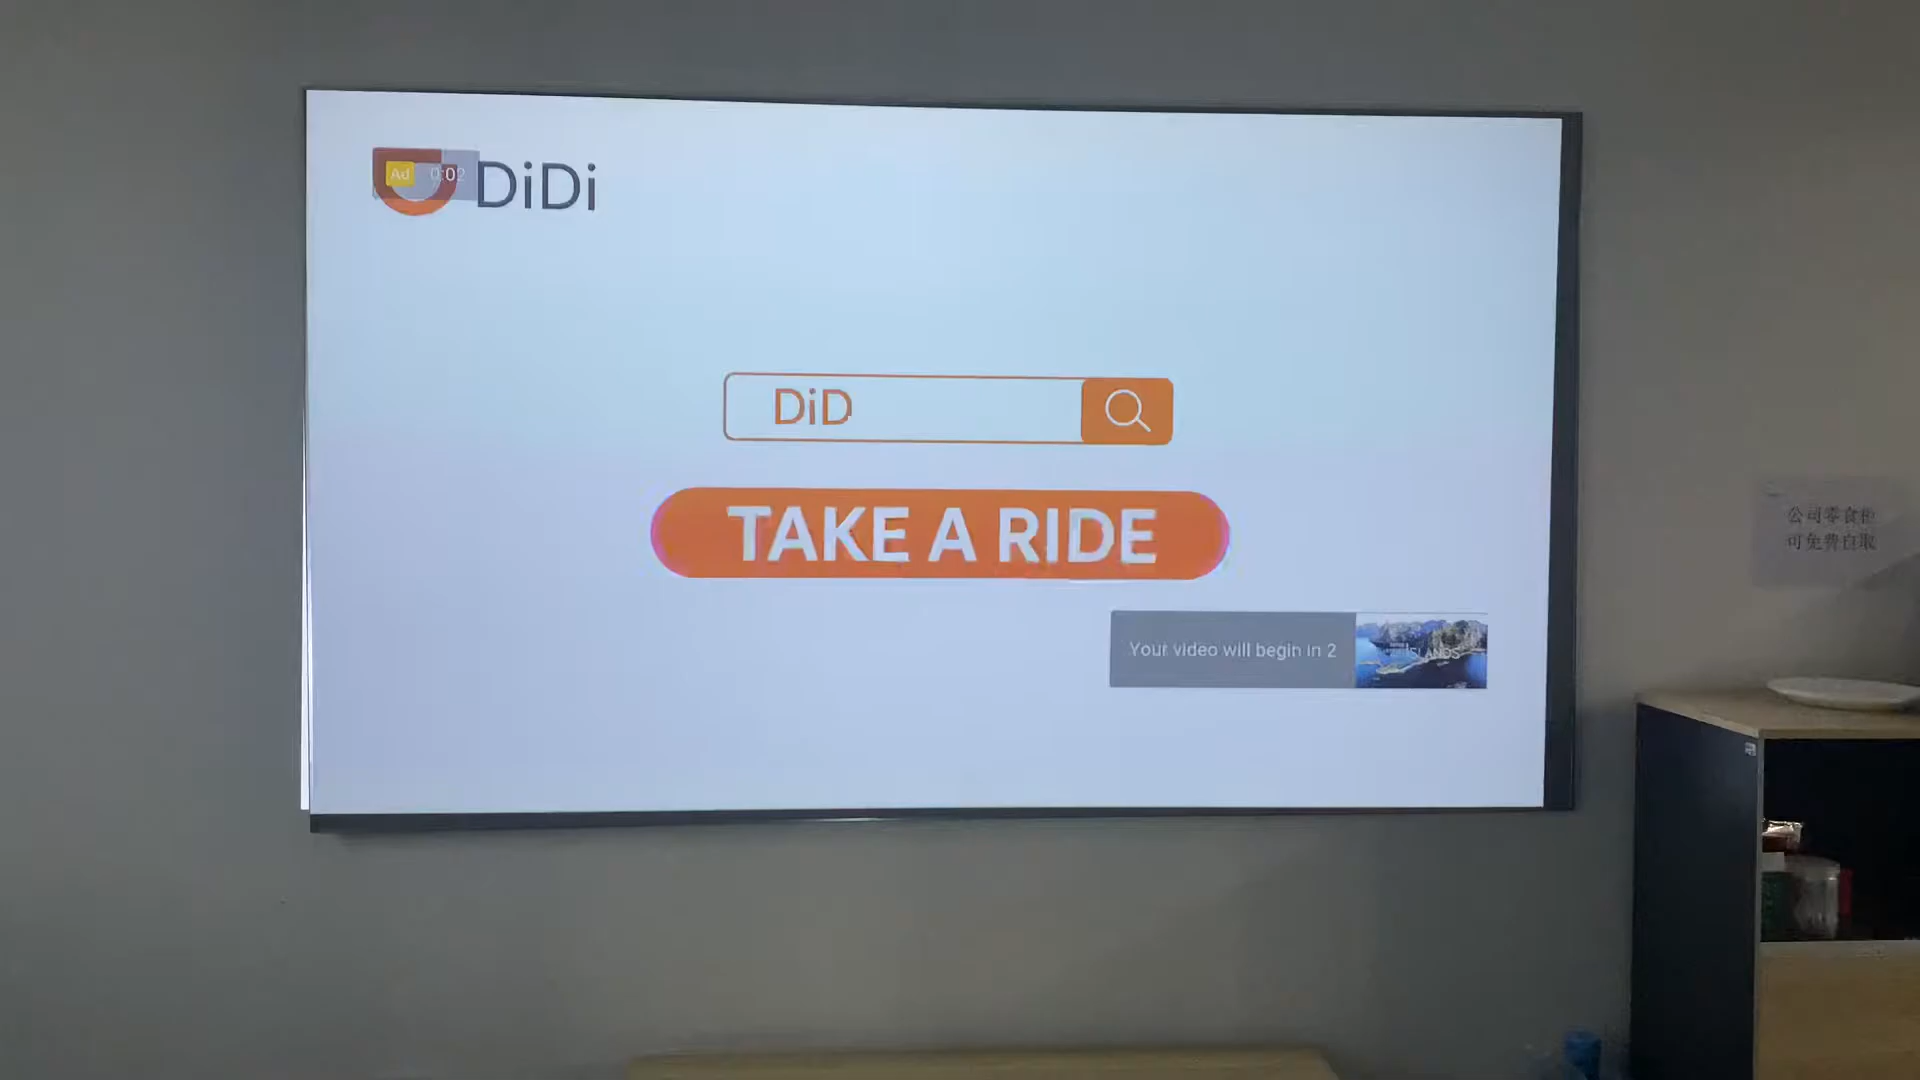 Ad 0:02
DiDi
DiD
TAKE A RIDE
Your video will begin in 2
ISLANDS
公司零食柜
可免费自取